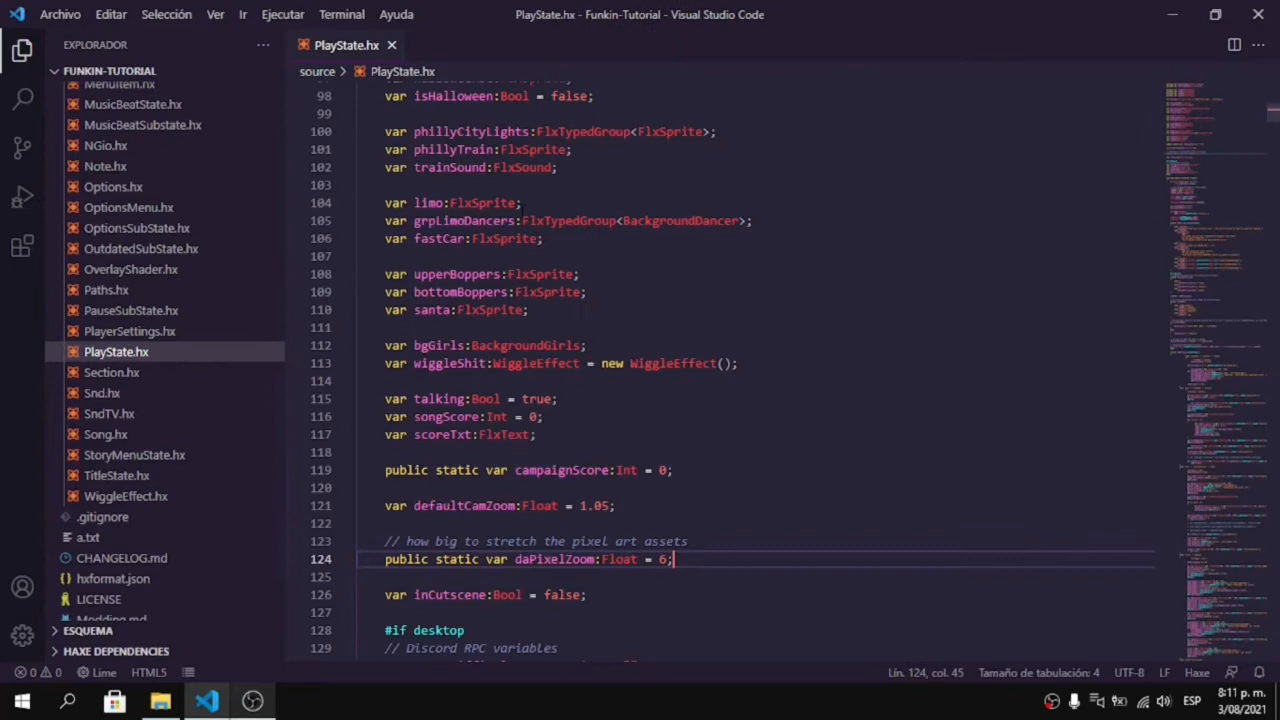 Archivo Editar Selección Ver Ir Ejecutar Terminal Ayuda
PlayState.hx - Funkin-Tutorial - Visual Studio Code
EXPLORADOR
PlayState.hx
FUNKIN-TUTORIAL
source > PlayState.hx
MenuItem.hx
MusicBeatState.hx
MusicBeatSubstate.hx
NGio.hx
Note.hx
Options.hx
OptionsMenu.hx
OptionsSubState.hx
OutdatedSubState.hx
OverlayShader.hx
Paths.hx
PauseSubState.hx
PlayerSettings.hx
PlayState.hx
Section.hx
Snd.hx
SndTV.hx
Song.hx
StoryMenuState.hx
TitleState.hx
WiggleEffect.hx
.gitignore
a.txt
CHANGELOG.md
hxformat.json
LICENSE
Modding.md
ESQUEMA
HAXE DEPENDENCIES
98 var isHalloween:Bool = false;
99
100 var phillyCityLights:FlxTypedGroup<FlxSprite>;
101 var phillyTrain:FlxSprite;
102 var trainSound:FlxSound;
103
104 var limo:FlxSprite;
105 var grpLimoDancers:FlxTypedGroup<BackgroundDancer>;
106 var fastCar:FlxSprite;
107
108 var upperBoppers:FlxSprite;
109 var bottomBoppers:FlxSprite;
110 var santa:FlxSprite;
111
112 var bgGirls:BackgroundGirls;
113 var wiggleShit:WiggleEffect = new WiggleEffect();
114
115 var talking:Bool = true;
116 var songScore:Int = 0;
117 var scoreTxt:FlxText;
118
119 public static var campaignScore:Int = 0;
120
121 var defaultCamZoom:Float = 1.05;
122
123 // how big to stretch the pixel art assets
124 public static var daPixelZoom:Float = 6;
125
126 var inCutscene:Bool = false;
127
128 #if desktop
129 // Discord RPC variables
0 0 Lime HTML5
Lín. 124, col. 45 Tamaño de tabulación: 4 UTF-8 LF Haxe
ESP
8:11 p. m.
3/08/2021